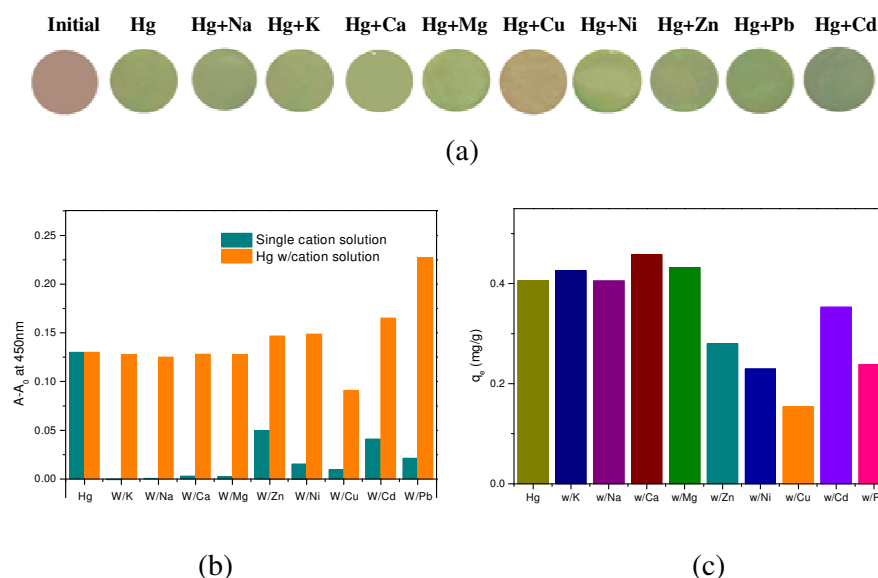 Initial Hg Hg+Na Hg+K Hg+Ca Hg+Mg Hg+Cu Hg+Ni Hg+Zn Hg+Pb Hg+Cd
(a)
0.25
0.20
0.15
0.10
0.05
0.00
A-A0 at 450nm
Single cation solution
Hg w/cation solution
Hg W/K W/Na W/Ca W/Mg W/Zn W/Ni W/Cu W/Cd W/Pb
(b)
0.4
0.2
0.0
qe (mg/g)
Hg w/K w/Na w/Ca w/Mg w/Zn w/Ni w/Cu w/Cd w/P
(c)